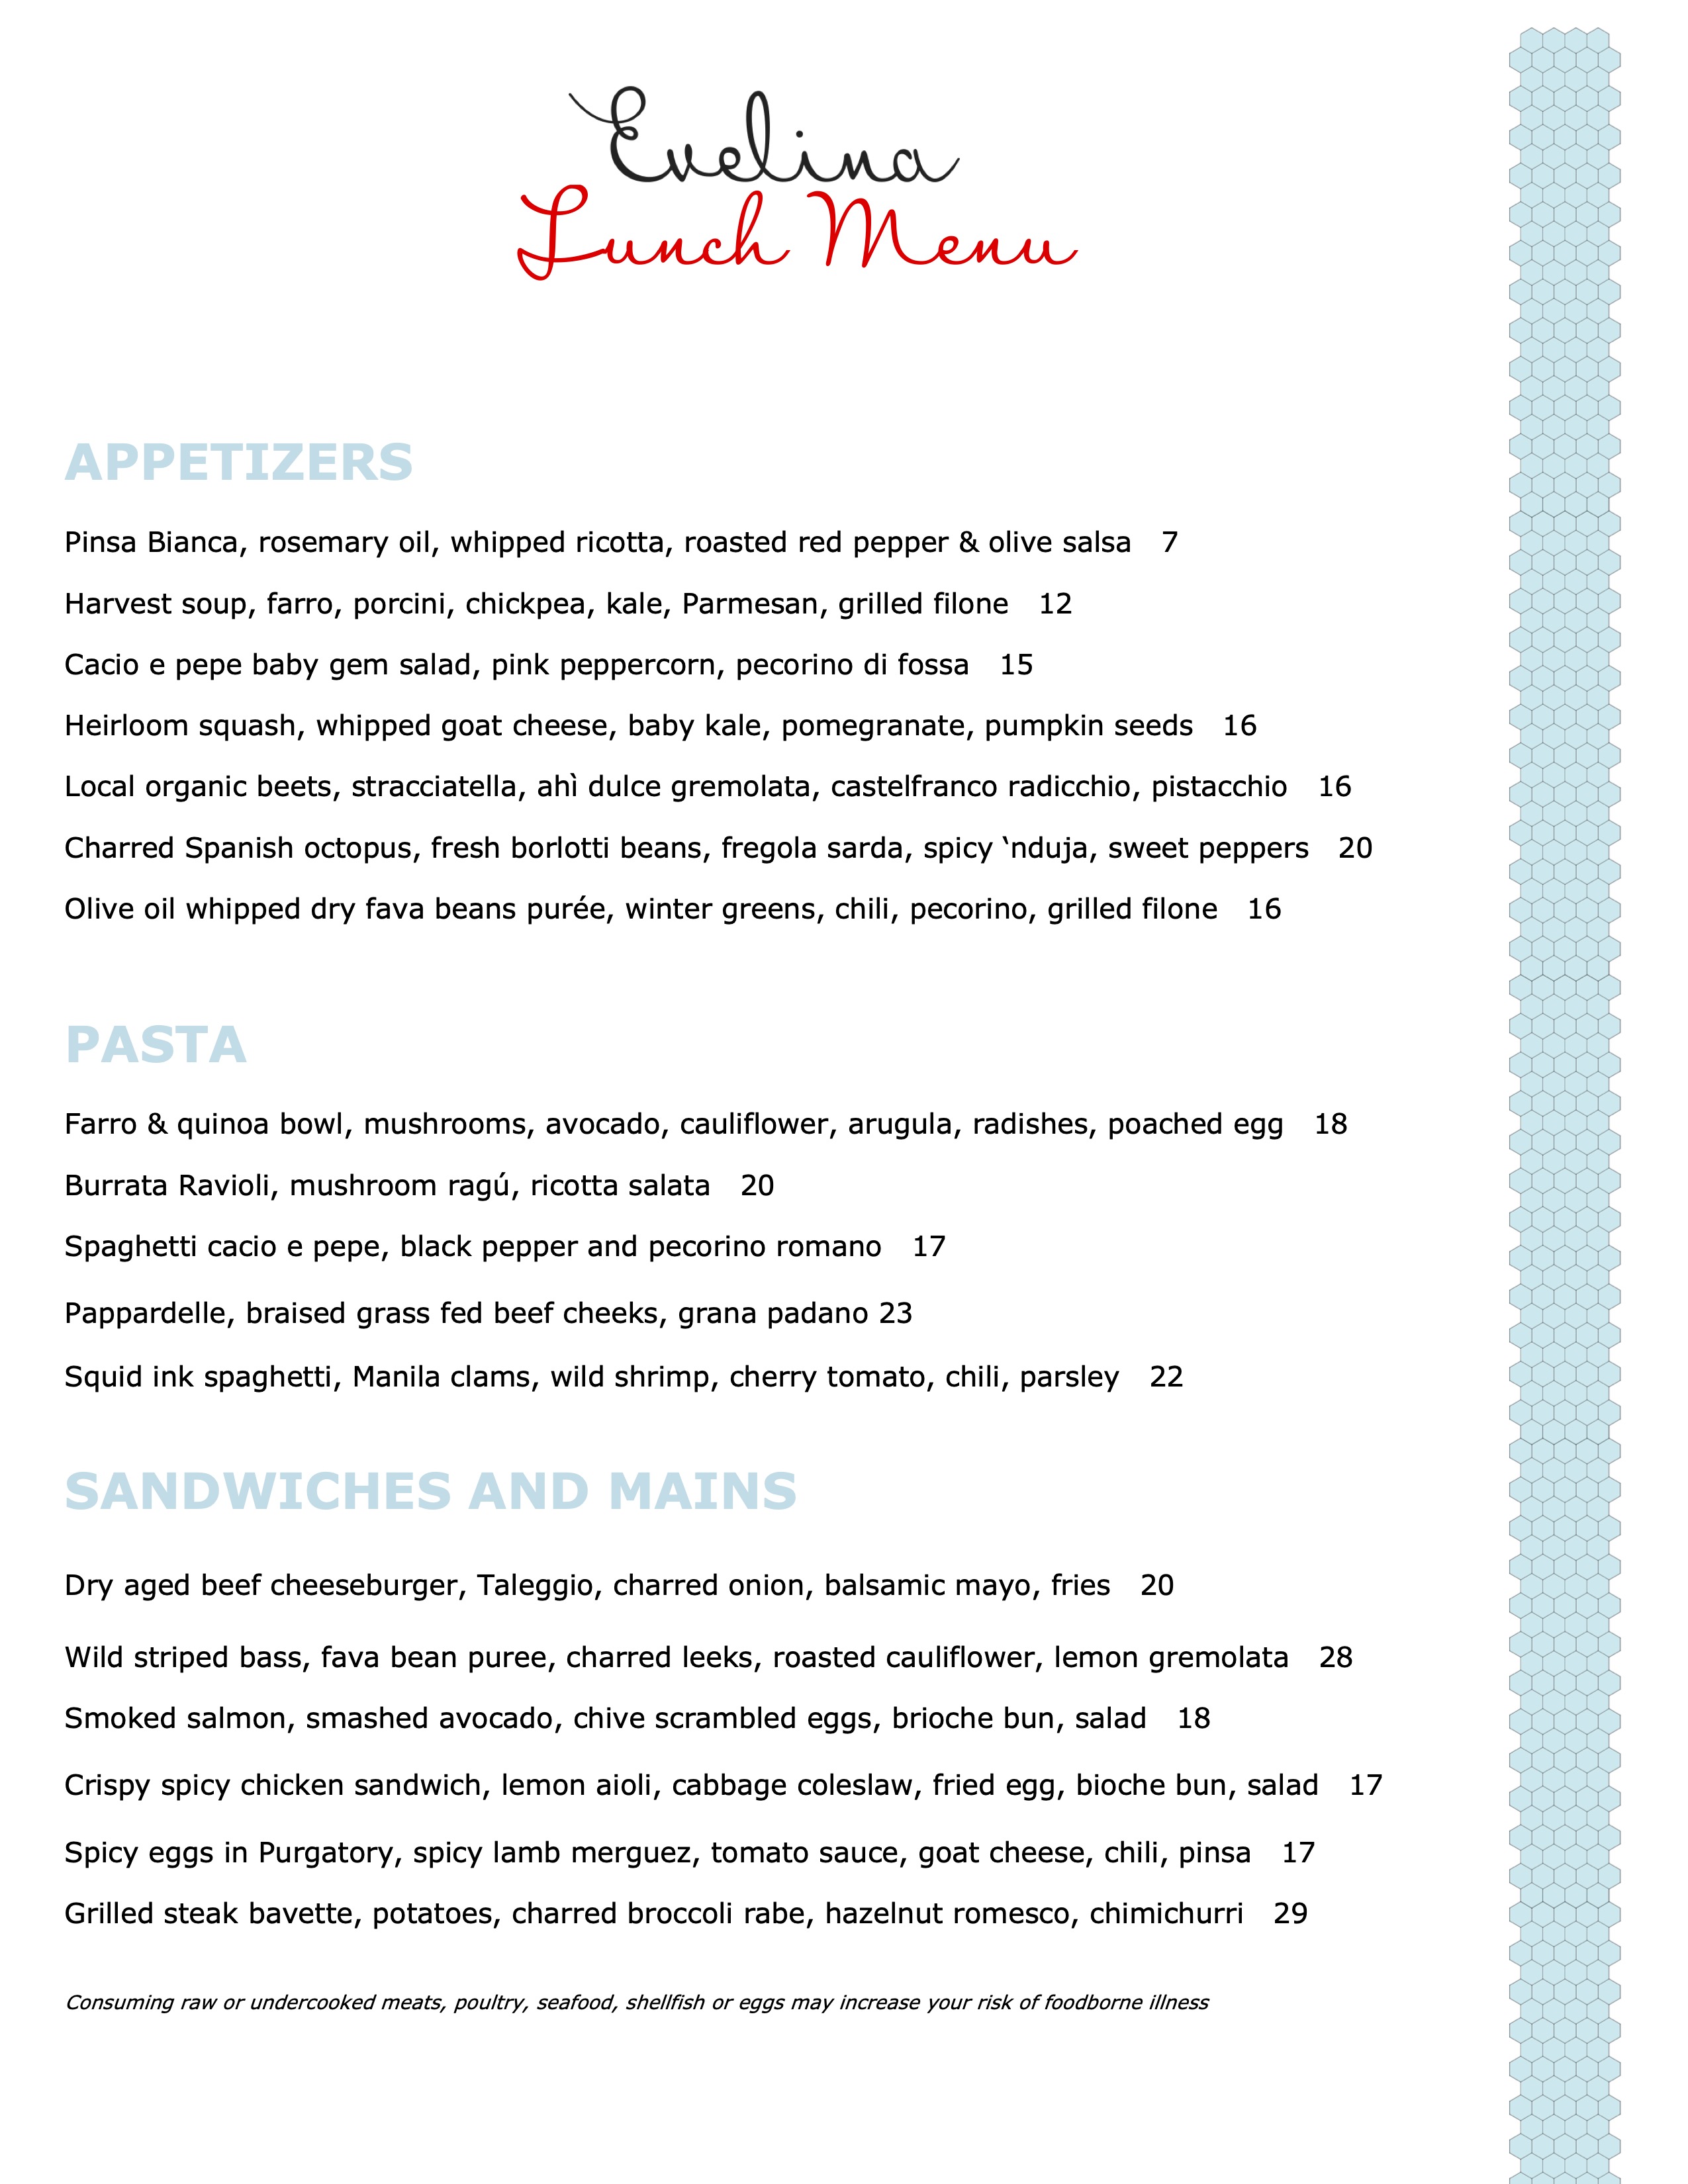 Evelina
Lunch Menu
APPETIZERS
Pinsa Bianca, rosemary oil, whipped ricotta, roasted red pepper & olive salsa 7
Harvest soup, farro, porcini, chickpea, kale, Parmesan, grilled filone 12
Cacio e pepe baby gem salad, pink peppercorn, pecorino di fossa 15
Heirloom squash, whipped goat cheese, baby kale, pomegranate, pumpkin seeds 16
Local organic beets, stracciatella, ahì dulce gremolata, castelfranco radicchio, pistacchio 16
Charred Spanish octopus, fresh borlotti beans, fregola sarda, spicy ‘nduja, sweet peppers 20
Olive oil whipped dry fava beans purée, winter greens, chili, pecorino, grilled filone 16
PASTA
Farro & quinoa bowl, mushrooms, avocado, cauliflower, arugula, radishes, poached egg 18
Burrata Ravioli, mushroom ragú, ricotta salata 20
Spaghetti cacio e pepe, black pepper and pecorino romano 17
Pappardelle, braised grass fed beef cheeks, grana padano 23
Squid ink spaghetti, Manila clams, wild shrimp, cherry tomato, chili, parsley 22
SANDWICHES AND MAINS
Dry aged beef cheeseburger, Taleggio, charred onion, balsamic mayo, fries 20
Wild striped bass, fava bean puree, charred leeks, roasted cauliflower, lemon gremolata 28
Smoked salmon, smashed avocado, chive scrambled eggs, brioche bun, salad 18
Crispy spicy chicken sandwich, lemon aioli, cabbage coleslaw, fried egg, bioche bun, salad 17
Spicy eggs in Purgatory, spicy lamb merguez, tomato sauce, goat cheese, chili, pinsa 17
Grilled steak bavette, potatoes, charred broccoli rabe, hazelnut romesco, chimichurri 29
Consuming raw or undercooked meats, poultry, seafood, shellfish or eggs may increase your risk of foodborne illness